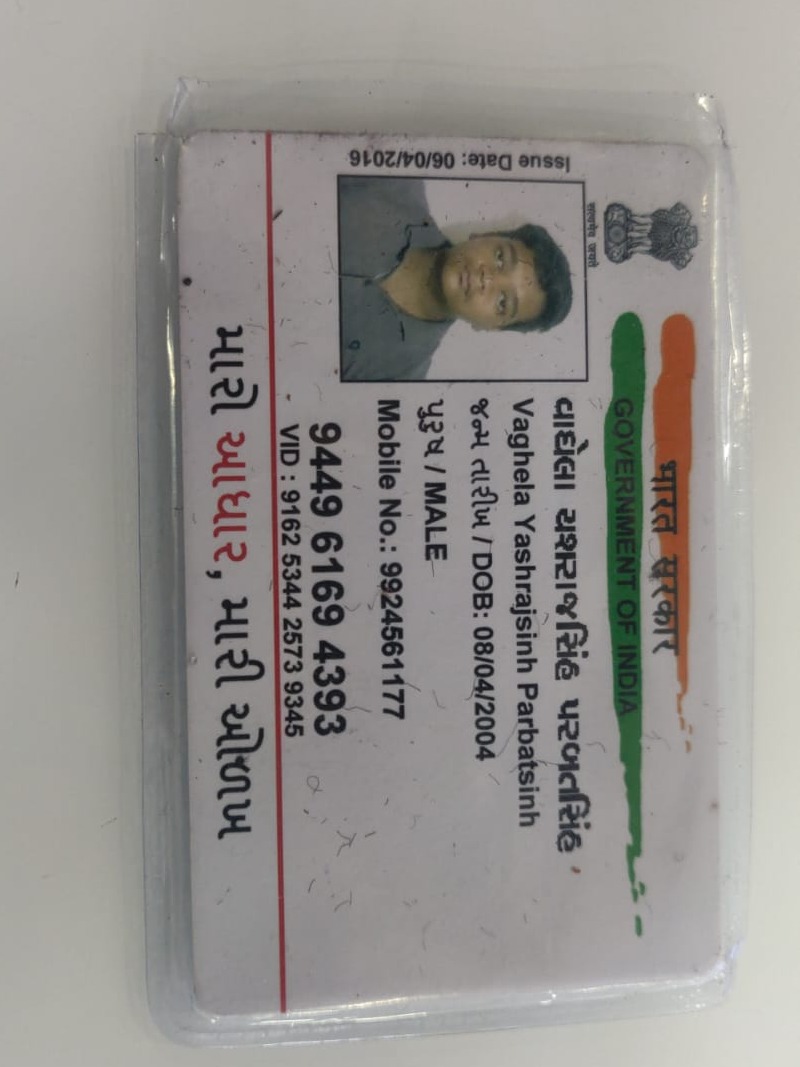 भारत सरकार
GOVERNMENT OF INDIA
सत्यमेव जयते
Issue Date: 06/04/2016
વાઘેલા યશરાજસિંહ પરબતસિંહ
Vaghela Yashrajsinh Parbatsinh
જન્મ તારીખ / DOB: 08/04/2004
પુરૂષ / MALE
Mobile No.: 9924561177
9449 6169 4393
VID : 9162 5344 2573 9345
મારો આધાર, મારી ઓળખ